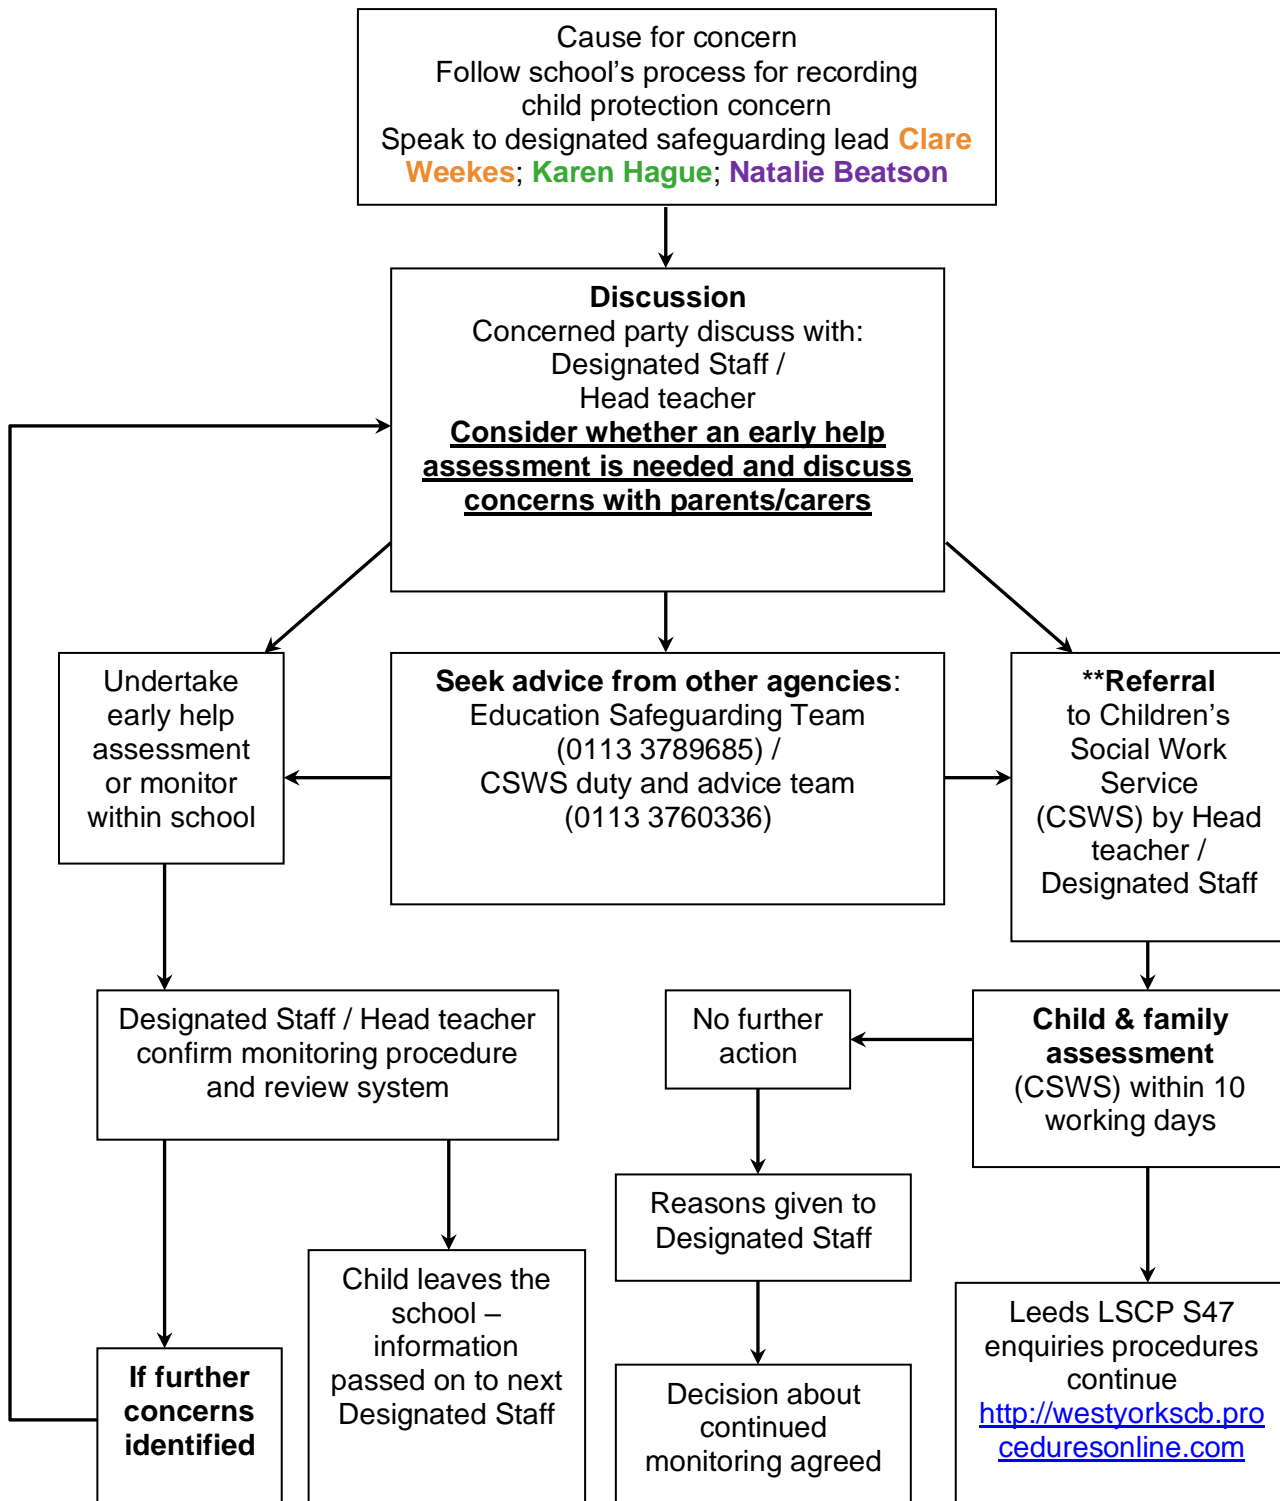 Cause for concern
Follow school’s process for recording
child protection concern
Speak to designated safeguarding lead Clare
Weekes; Karen Hague; Natalie Beatson
Discussion
Concerned party discuss with:
Designated Staff /
Head teacher
Consider whether an early help
assessment is needed and discuss
concerns with parents/carers
Undertake
early help
assessment
or monitor
within school
Seek advice from other agencies:
Education Safeguarding Team
(0113 3789685) /
CSWS duty and advice team
(0113 3760336)
**Referral
to Children’s
Social Work
Service
(CSWS) by Head
teacher /
Designated Staff
Designated Staff / Head teacher
confirm monitoring procedure
and review system
No further
action
Child & family
assessment
(CSWS) within 10
working days
Reasons given to
Designated Staff
Child leaves the
school –
information
passed on to next
Designated Staff
If further
concerns
identified
Decision about
continued
monitoring agreed
Leeds LSCP S47
enquiries procedures
continue
http://westyorkscb.pro
ceduresonline.com